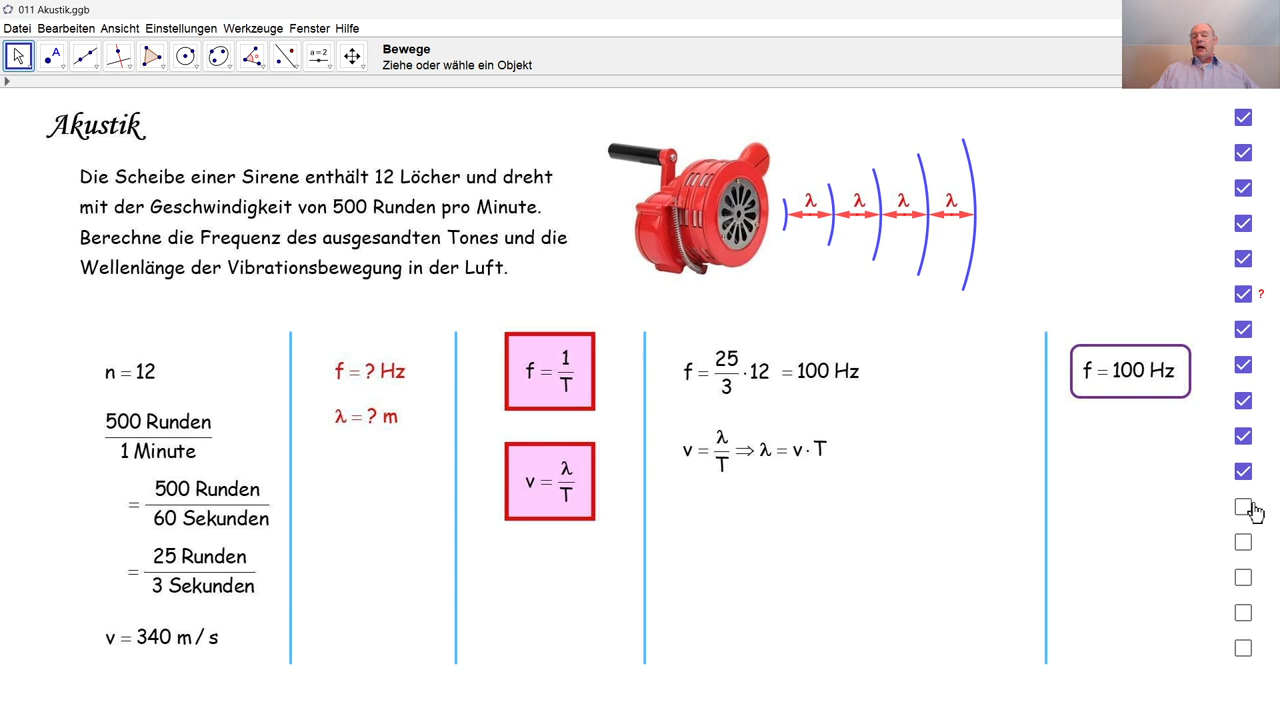 011 Akustik.ggb
Datei Bearbeiten Ansicht Einstellungen Werkzeuge Fenster Hilfe
A
a=2
Bewege
Ziehe oder wähle ein Objekt
Akustik
Die Scheibe einer Sirene enthält 12 Löcher und dreht
mit der Geschwindigkeit von 500 Runden pro Minute.
Berechne die Frequenz des ausgesandten Tones und die
Wellenlänge der Vibrationsbewegung in der Luft.
λ λ λ λ
?
n = 12
500 Runden
1 Minute
= 500 Runden
60 Sekunden
= 25 Runden
3 Sekunden
v = 340 m / s
f = ? Hz
λ = ? m
f = 1
T
v = λ
T
f = 25/3 · 12 = 100 Hz
v = λ/T ⇒ λ = v · T
f = 100 Hz